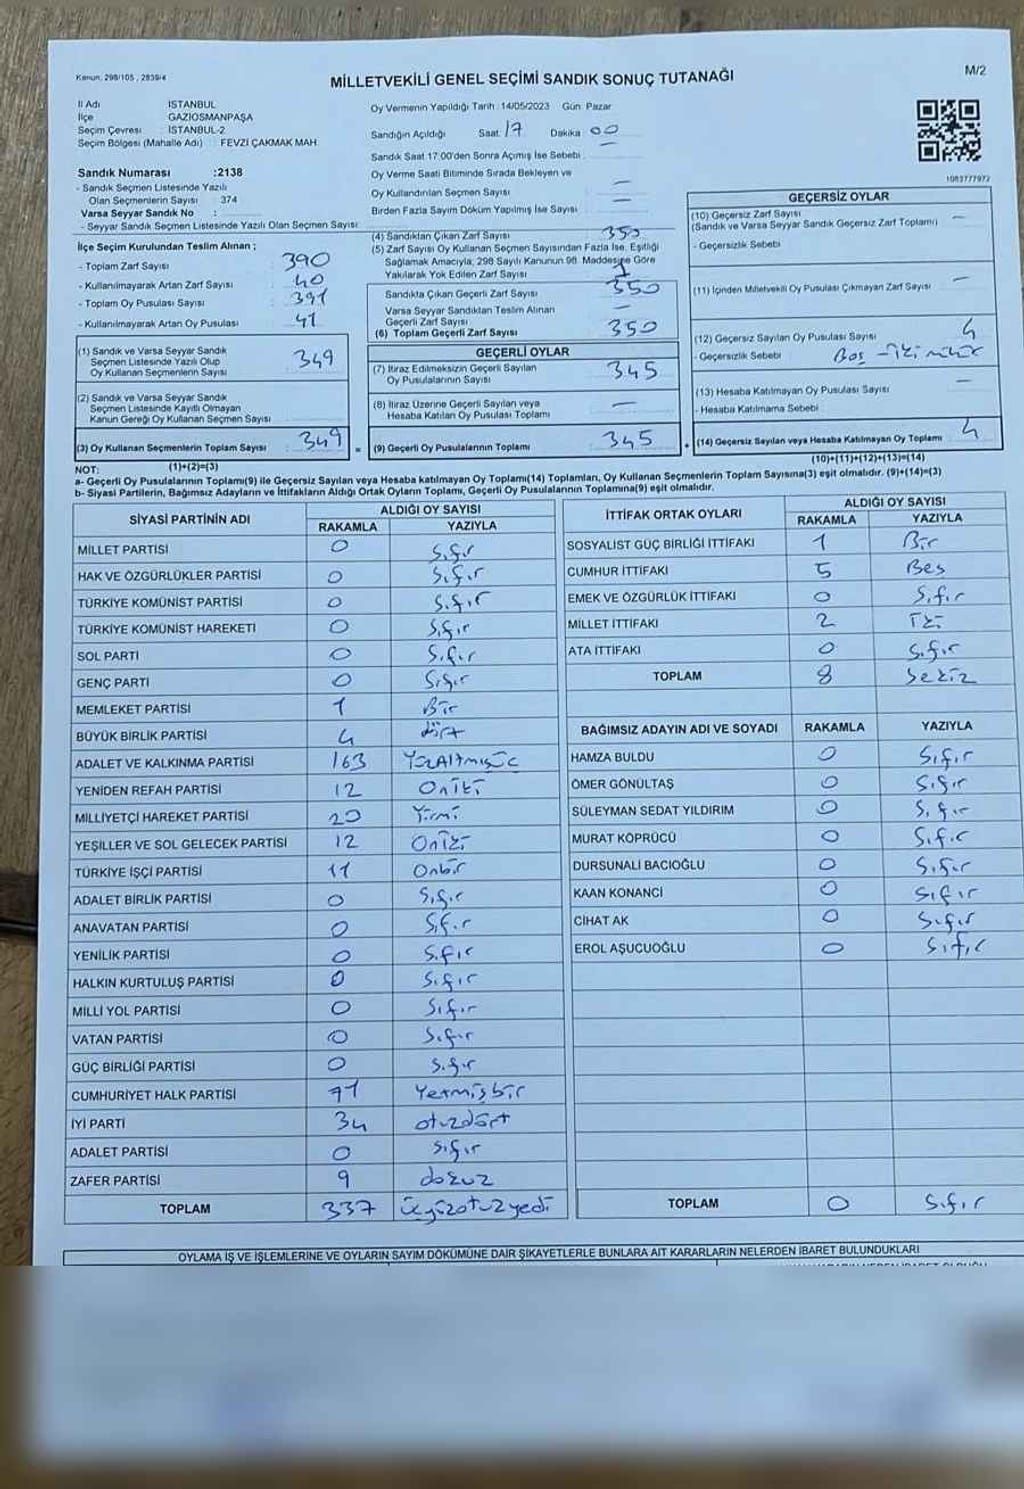 Kanun: 298/105, 2839/4
MİLLETVEKİLİ GENEL SEÇİMİ SANDIK SONUÇ TUTANAĞI
M/2
İl Adı İSTANBUL
İlçe GAZİOSMANPAŞA
Seçim Çevresi : İSTANBUL-2
Seçim Bölgesi (Mahalle Adı) : FEVZİ ÇAKMAK MAH.
Sandık Numarası :2138
- Sandık Seçmen Listesinde Yazılı
Olan Seçmenlerin Sayısı : 374
Varsa Seyyar Sandık No :
- Seyyar Sandık Seçmen Listesinde Yazılı Olan Seçmen Sayısı:
İlçe Seçim Kurulundan Teslim Alınan ;
- Toplam Zarf Sayısı 390
- Kullanılmayarak Artan Zarf Sayısı 40
- Toplam Oy Pusulası Sayısı 391
- Kullanılmayarak Artan Oy Pusulası 41
(1) Sandık ve Varsa Seyyar Sandık
Seçmen Listesinde Yazılı Olup
Oy Kullanan Seçmenlerin Sayısı 349
(2) Sandık ve Varsa Seyyar Sandık
Seçmen Listesinde Kayıtlı Olmayan
Kanun Gereği Oy Kullanan Seçmen Sayısı
(3) Oy Kullanan Seçmenlerin Toplam Sayısı 349 =
(1)+(2)=(3)
Oy Vermenin Yapıldığı Tarih :14/05/2023 Gün: Pazar
Sandığın Açıldığı Saat: 17 Dakika: 00
Sandık Saat 17:00'den Sonra Açımış İse Sebebi : —
Oy Verme Saati Bitiminde Sırada Bekleyen ve
Oy Kullandırılan Seçmen Sayısı —
Birden Fazla Sayım Döküm Yapılmış İse Sayısı —
(4) Sandıktan Çıkan Zarf Sayısı 350
(5) Zarf Sayısı Oy Kullanan Seçmen Sayısından Fazla İse, Eşitliği
Sağlamak Amacıyla; 298 Sayılı Kanunun 98. Maddesine Göre
Yakılarak Yok Edilen Zarf Sayısı 1
Sandıkta Çıkan Geçerli Zarf Sayısı 350
Varsa Seyyar Sandıktan Teslim Alınan
Geçerli Zarf Sayısı —
(6) Toplam Geçerli Zarf Sayısı 350
GEÇERLİ OYLAR
(7) İtiraz Edilmeksizin Geçerli Sayılan
Oy Pusulalarının Sayısı 345
(8) İtiraz Üzerine Geçerli Sayılan veya
Hesaba Katılan Oy Pusulası Toplamı —
(9) Geçerli Oy Pusulalarının Toplamı 345 +
1083777972
GEÇERSİZ OYLAR
(10) Geçersiz Zarf Sayısı —
(Sandık ve Varsa Seyyar Sandık Geçersiz Zarf Toplamı)
- Geçersizlik Sebebi
(11) İçinden Milletvekili Oy Pusulası Çıkmayan Zarf Sayısı —
(12) Geçersiz Sayılan Oy Pusulası Sayısı 4
- Geçersizlik Sebebi Boş
(13) Hesaba Katılmayan Oy Pusulası Sayısı —
- Hesaba Katılmama Sebebi
(14) Geçersiz Sayılan veya Hesaba Katılmayan Oy Toplamı 4
(10)+(11)+(12)+(13)=(14)
NOT:
a- Geçerli Oy Pusulaları Toplamı(9) ile Geçersiz Sayılan veya Hesaba katılmayan Oy Toplamı(14) Toplamları, Oy Kullanan Seçmenlerin Toplam Sayısına(3) eşit olmalıdır. (9)+(14)=(3)
b- Siyasi Partilerin, Bağımsız Adayların ve İttifakların Aldığı Ortak Oyların Toplamı, Geçerli Oy Pusulalarının Toplamına(9) eşit olmalıdır.
SİYASİ PARTİNİN ADI ALDIĞI OY SAYISI
RAKAMLA YAZIYLA
MİLLET PARTİSİ 0 Sıfır
HAK VE ÖZGÜRLÜKLER PARTİSİ 0 Sıfır
TÜRKİYE KOMÜNİST PARTİSİ 0 Sıfır
TÜRKİYE KOMÜNİST HAREKETİ 0 Sıfır
SOL PARTİ 0 Sıfır
GENÇ PARTİ 0 Sıfır
MEMLEKET PARTİSİ 1 Bir
BÜYÜK BİRLİK PARTİSİ 4 dört
ADALET VE KALKINMA PARTİSİ 163 YüzAltmışüç
YENİDEN REFAH PARTİSİ 12 Oniki
MİLLİYETÇİ HAREKET PARTİSİ 20 Yirmi
YEŞİLLER VE SOL GELECEK PARTİSİ 12 Oniki
TÜRKİYE İŞÇİ PARTİSİ 11 Onbir
ADALET BİRLİK PARTİSİ 0 Sıfır
ANAVATAN PARTİSİ 0 Sıfır
YENİLİK PARTİSİ 0 Sıfır
HALKIN KURTULUŞ PARTİSİ 0 Sıfır
MİLLİ YOL PARTİSİ 0 Sıfır
VATAN PARTİSİ 0 Sıfır
GÜÇ BİRLİĞİ PARTİSİ 0 Sıfır
CUMHURİYET HALK PARTİSİ 71 Yetmişbir
İYİ PARTİ 34 otuzdört
ADALET PARTİSİ 0 Sıfır
ZAFER PARTİSİ 9 dokuz
TOPLAM 337 üçyüzotuzyedi
İTTİFAK ORTAK OYLARI ALDIĞI OY SAYISI
RAKAMLA YAZIYLA
SOSYALİST GÜÇ BİRLİĞİ İTTİFAKI 1 Bir
CUMHUR İTTİFAKI 5 Beş
EMEK VE ÖZGÜRLÜK İTTİFAKI 0 Sıfır
MİLLET İTTİFAKI 2 İki
ATA İTTİFAKI 0 Sıfır
TOPLAM 8 Sekiz
BAĞIMSIZ ADAYIN ADI VE SOYADI RAKAMLA YAZIYLA
HAMZA BULDU 0 Sıfır
ÖMER GÖNÜLTAŞ 0 Sıfır
SÜLEYMAN SEDAT YILDIRIM 0 Sıfır
MURAT KÖPRÜCÜ 0 Sıfır
DURSUNALİ BACIOĞLU 0 Sıfır
KAAN KONANCI 0 Sıfır
CİHAT AK 0 Sıfır
EROL AŞUCUOĞLU 0 Sıfır
TOPLAM 0 Sıfır
OYLAMA İŞ VE İŞLEMLERİNE VE OYLARIN SAYIM DÖKÜMÜNE DAİR ŞİKAYETLERLE BUNLARA AİT KARARLARIN NELERDEN İBARET BULUNDUKLARI